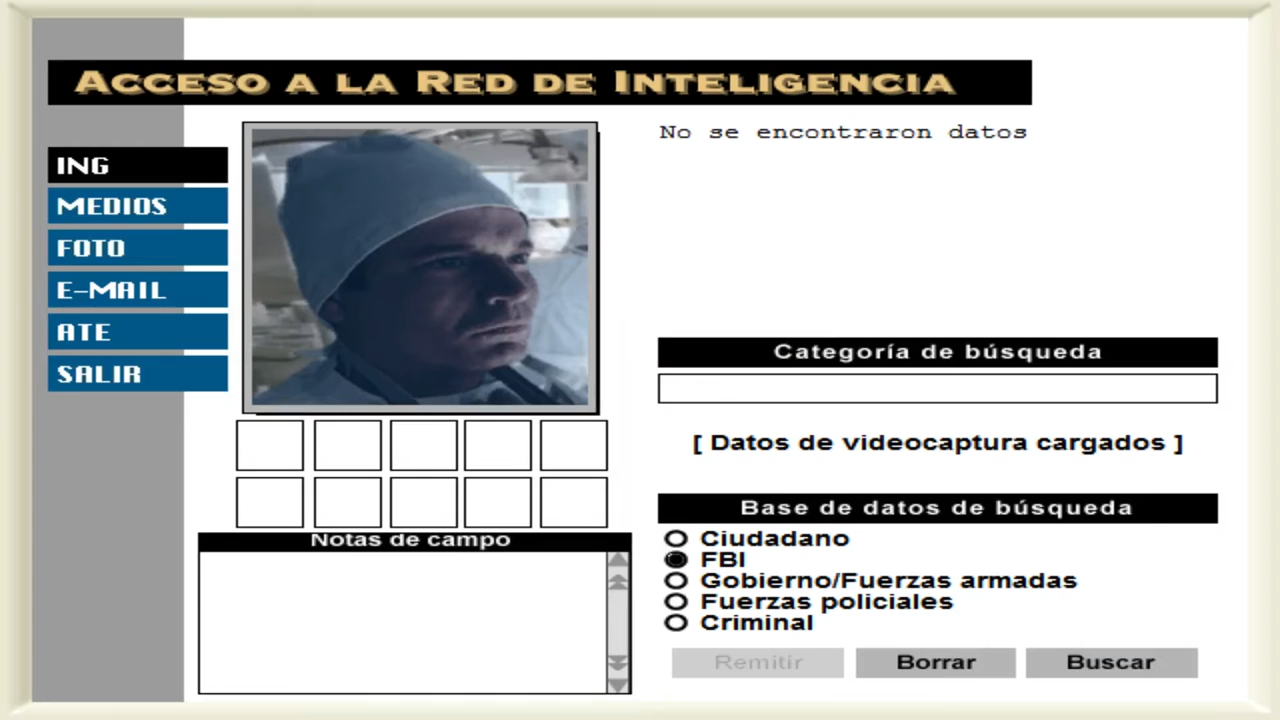 ACCESO A LA RED DE INTELIGENCIA
ING
MEDIOS
FOTO
E-MAIL
ATE
SALIR
No se encontraron datos
Categoría de búsqueda
[ Datos de videocaptura cargados ]
Base de datos de búsqueda
Ciudadano
FBI
Gobierno/Fuerzas armadas
Fuerzas policiales
Criminal
Remitir Borrar Buscar
Notas de campo